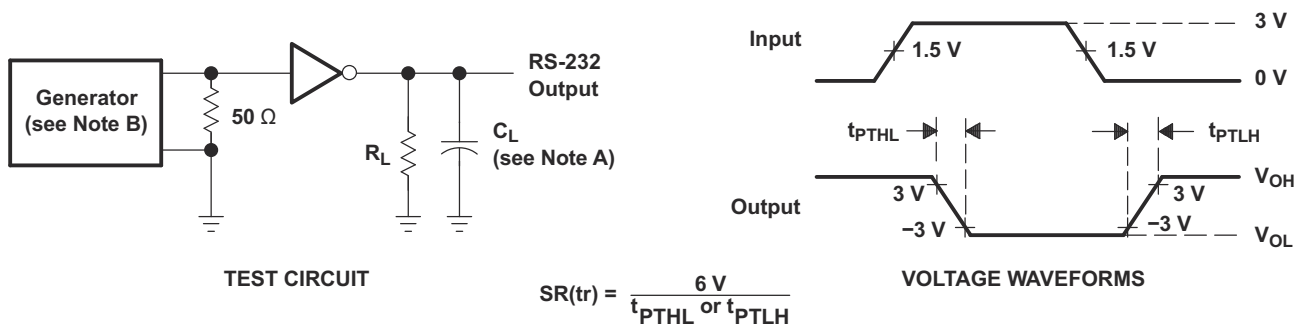 Generator
(see Note B)
50 Ω
RS-232
Output
R_L
C_L
(see Note A)
TEST CIRCUIT
Input
1.5 V
1.5 V
3 V
0 V
t_PTHL
t_PTLH
Output
3 V
−3 V
3 V
−3 V
V_OH
V_OL
VOLTAGE WAVEFORMS
SR(tr) = 6 V
t_PTHL or t_PTLH